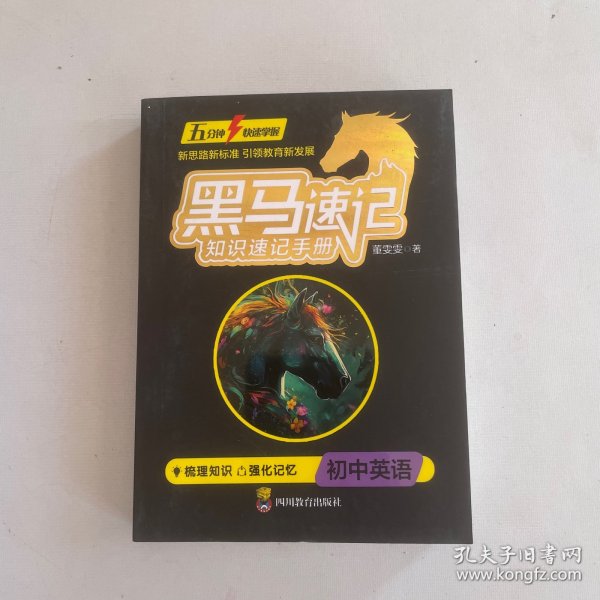 五分钟 快速掌握
新思路新标准 引领教育新发展
黑马速记
知识速记手册
董雯雯 著
梳理知识 强化记忆 初中英语
四川教育出版社
孔夫子旧书网
www.kongfz.com